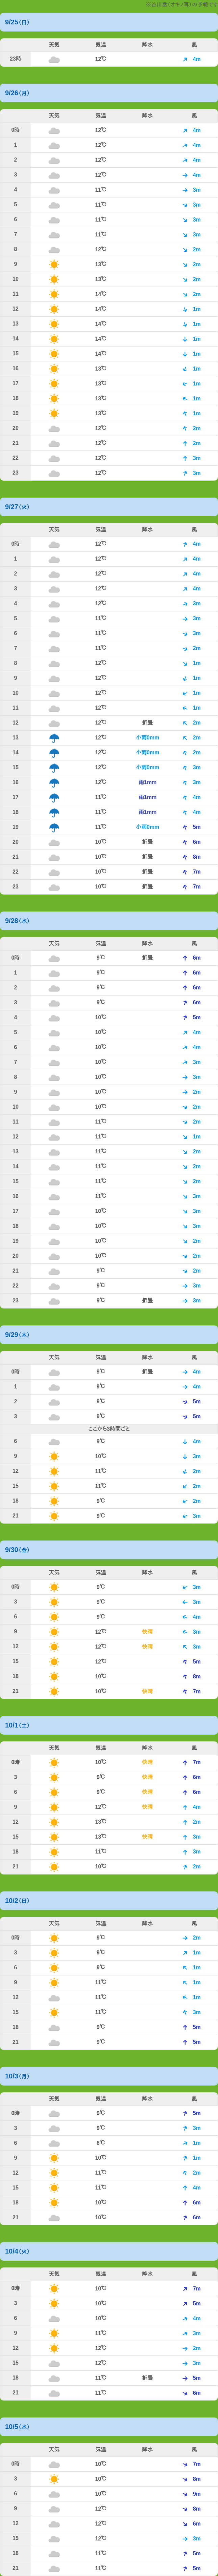 9/25（日）
天気 気温 降水 風
23時 12℃ 4m
9/26（月）
天気 気温 降水 風
0時 12℃ 4m
1 12℃ 4m
2 12℃ 4m
3 12℃ 4m
4 11℃ 3m
5 11℃ 3m
6 11℃ 3m
7 11℃ 3m
8 12℃ 2m
9 13℃ 2m
10 13℃ 2m
11 14℃ 2m
12 14℃ 1m
13 14℃ 1m
14 14℃ 1m
15 14℃ 1m
16 13℃ 1m
17 13℃ 1m
18 13℃ 1m
19 13℃ 1m
20 12℃ 2m
21 12℃ 2m
22 12℃ 3m
23 12℃ 3m
9/27（火）
天気 気温 降水 風
0時 12℃ 4m
1 12℃ 4m
2 12℃ 4m
3 12℃ 4m
4 12℃ 3m
5 11℃ 3m
6 11℃ 3m
7 11℃ 2m
8 12℃ 1m
9 12℃ 1m
10 12℃ 1m
11 12℃ 1m
12 12℃ 折畳 2m
13 12℃ 小雨0mm 2m
14 12℃ 小雨0mm 2m
15 12℃ 小雨0mm 3m
16 12℃ 雨1mm 3m
17 11℃ 雨1mm 4m
18 11℃ 雨1mm 4m
19 11℃ 小雨0mm 5m
20 10℃ 折畳 6m
21 10℃ 折畳 8m
22 10℃ 折畳 7m
23 10℃ 折畳 7m
9/28（水）
天気 気温 降水 風
0時 9℃ 折畳 6m
1 9℃ 6m
2 9℃ 6m
3 9℃ 6m
4 10℃ 5m
5 10℃ 4m
6 10℃ 4m
7 10℃ 3m
8 10℃ 3m
9 10℃ 2m
10 10℃ 2m
11 11℃ 2m
12 11℃ 1m
13 11℃ 2m
14 11℃ 2m
15 11℃ 2m
16 11℃ 3m
17 10℃ 3m
18 10℃ 3m
19 10℃ 2m
20 10℃ 2m
21 9℃ 2m
22 9℃ 3m
23 9℃ 折畳 3m
9/29（木）
天気 気温 降水 風
0時 9℃ 折畳 4m
1 9℃ 4m
2 9℃ 5m
3 9℃ 5m
ここから3時間ごと
6 9℃ 4m
9 10℃ 3m
12 11℃ 2m
15 11℃ 2m
18 9℃ 2m
21 9℃ 3m
9/30（金）
天気 気温 降水 風
0時 9℃ 3m
3 9℃ 3m
6 9℃ 4m
9 12℃ 快晴 3m
12 12℃ 快晴 3m
15 12℃ 5m
18 10℃ 8m
21 10℃ 快晴 7m
10/1（土）
天気 気温 降水 風
0時 10℃ 快晴 7m
3 9℃ 快晴 6m
6 9℃ 快晴 6m
9 12℃ 4m
12 13℃ 2m
15 13℃ 快晴 3m
18 11℃ 3m
21 10℃ 2m
10/2（日）
天気 気温 降水 風
0時 9℃ 2m
3 9℃ 1m
6 9℃ 1m
9 11℃ 1m
12 11℃ 1m
15 11℃ 3m
18 9℃ 5m
21 9℃ 5m
10/3（月）
天気 気温 降水 風
0時 9℃ 5m
3 9℃ 3m
6 8℃ 1m
9 10℃ 1m
12 11℃ 2m
15 11℃ 4m
18 10℃ 6m
21 10℃ 6m
10/4（火）
天気 気温 降水 風
0時 10℃ 7m
3 10℃ 5m
6 10℃ 4m
9 11℃ 3m
12 12℃ 2m
15 12℃ 3m
18 11℃ 折畳 5m
21 11℃ 6m
10/5（水）
天気 気温 降水 風
0時 10℃ 7m
3 10℃ 8m
6 10℃ 9m
9 12℃ 8m
12 12℃ 6m
15 12℃ 3m
18 11℃ 5m
21 11℃ 5m